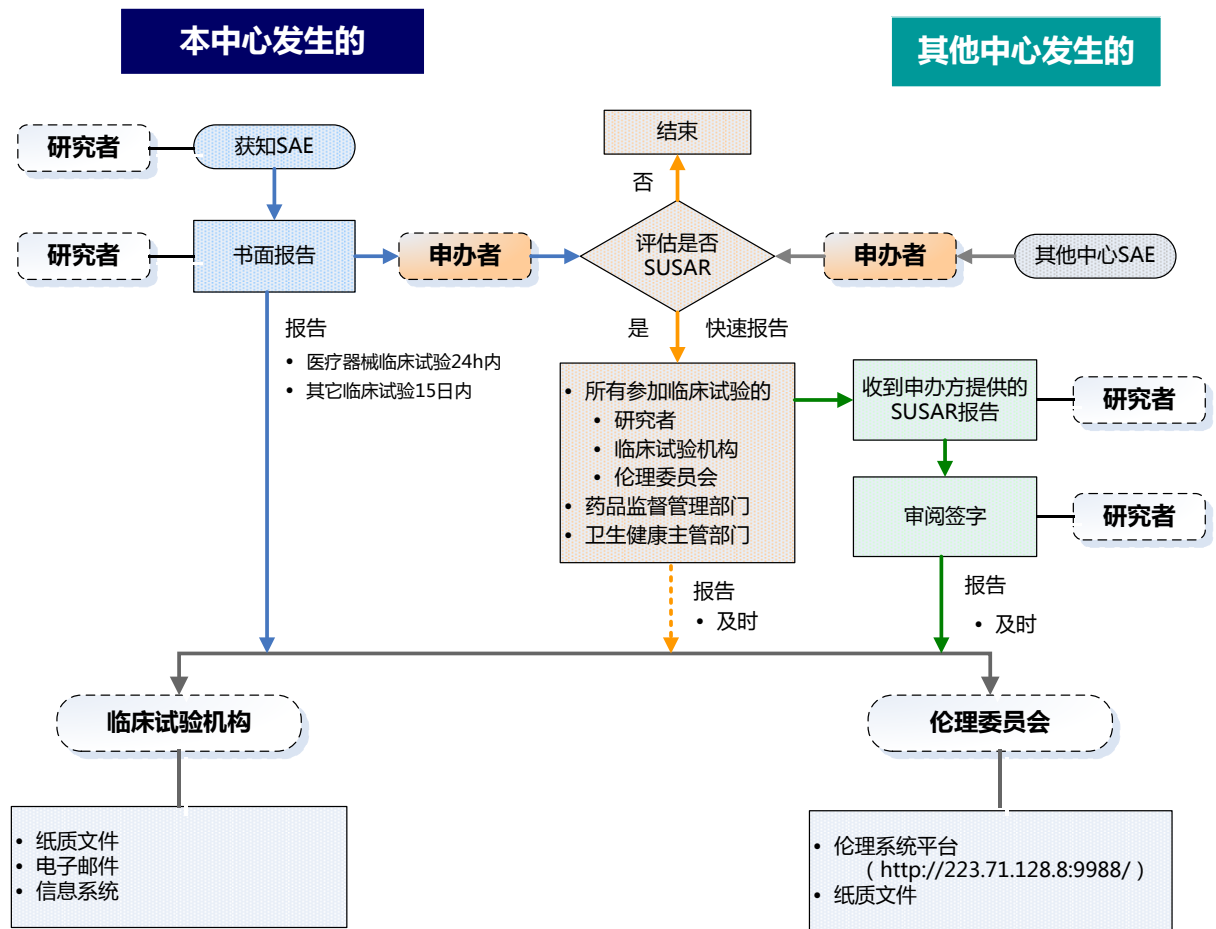 本中心发生的
其他中心发生的
研究者
获知SAE
结束
否
研究者
书面报告
申办者
评估是否
SUSAR
申办者
其他中心SAE
报告
• 医疗器械临床试验24h内
• 其它临床试验15日内
是
快速报告
• 所有参加临床试验的
• 研究者
• 临床试验机构
• 伦理委员会
• 药品监督管理部门
• 卫生健康主管部门
收到申办方提供的
SUSAR报告
研究者
审阅签字
研究者
报告
• 及时
报告
• 及时
临床试验机构
伦理委员会
• 纸质文件
• 电子邮件
• 信息系统
• 伦理系统平台
（http://223.71.128.8:9988/）
• 纸质文件